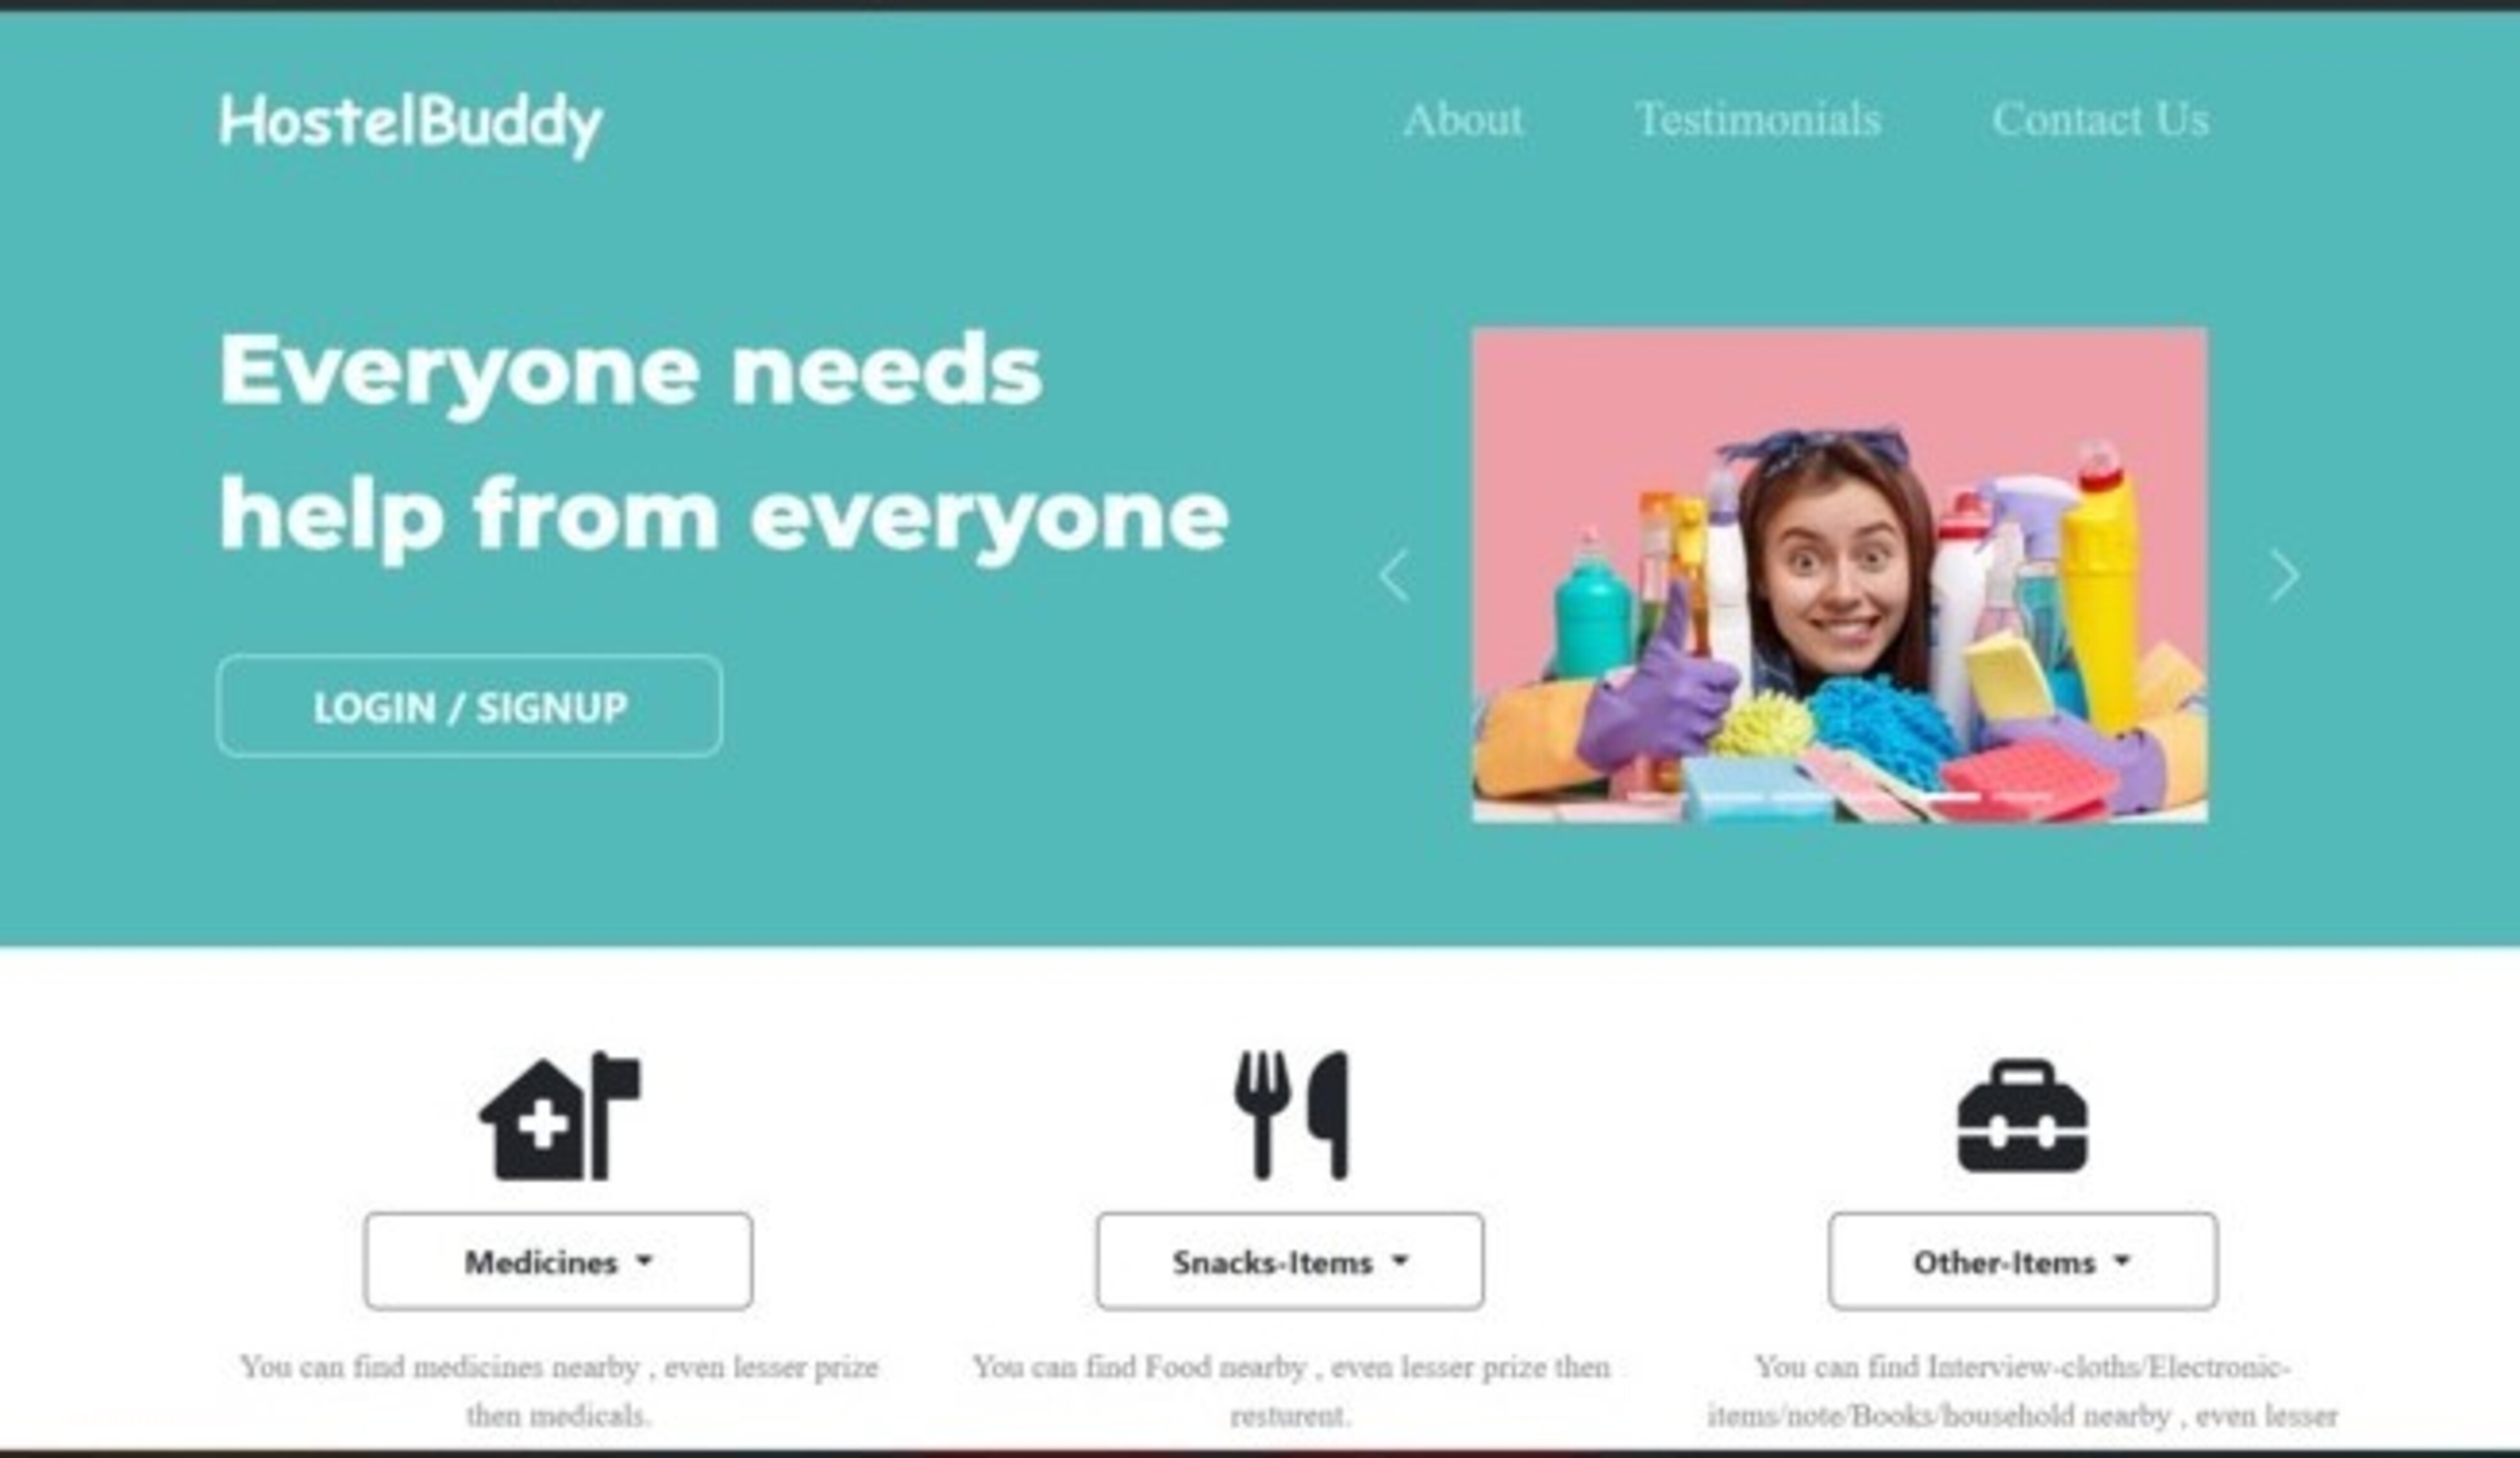 HostelBuddy
About
Testimonials
Contact Us
Everyone needs
help from everyone
LOGIN / SIGNUP
Medicines
You can find medicines nearby , even lesser prize
then medicals.
Snacks-Items
You can find Food nearby , even lesser prize then
resturent.
Other-Items
You can find Interview-cloths/Electronic-
items/note/Books/household nearby , even lesser